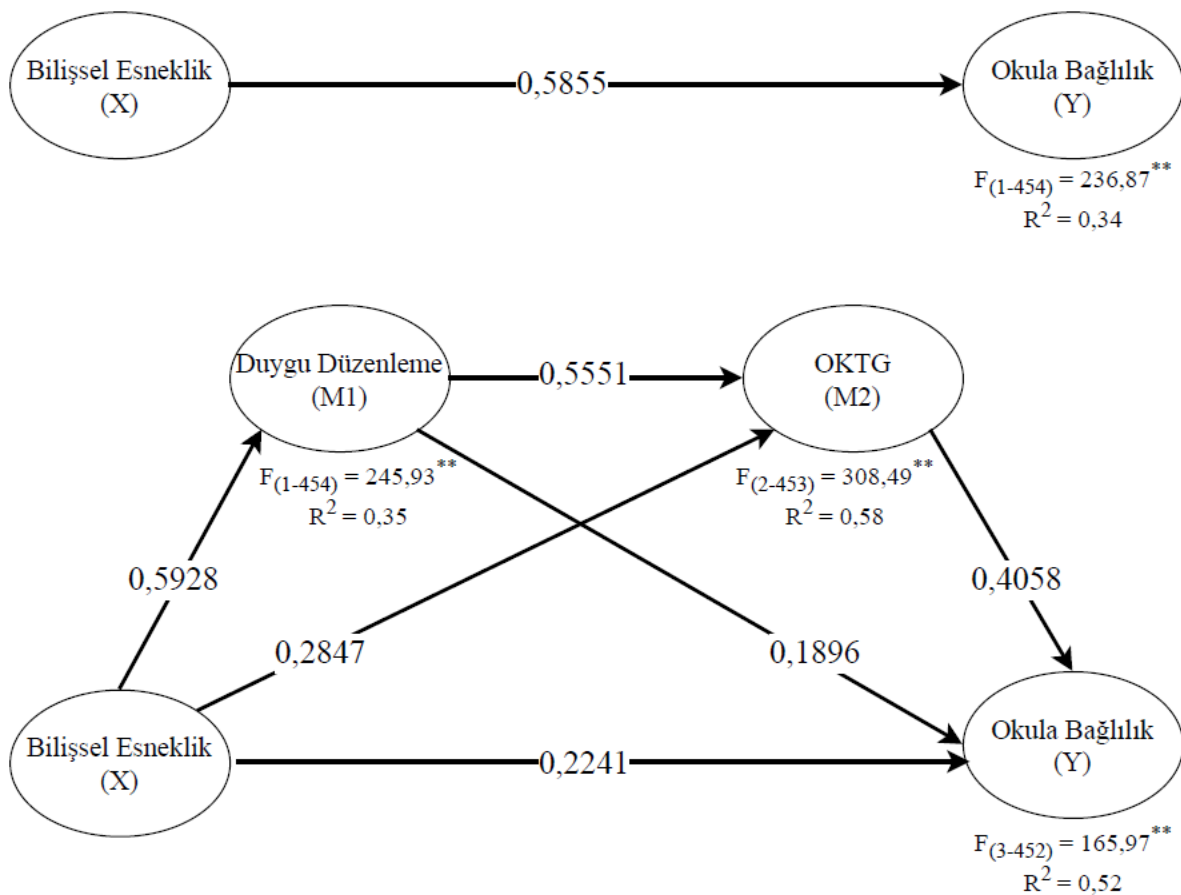 Bilişsel Esneklik
(X)
0,5855
Okula Bağlılık
(Y)
F(1-454) = 236,87**
R2 = 0,34
Duygu Düzenleme
(M1)
0,5551
OKTG
(M2)
F(1-454) = 245,93**
R2 = 0,35
F(2-453) = 308,49**
R2 = 0,58
0,5928
0,4058
0,2847
0,1896
Bilişsel Esneklik
(X)
0,2241
Okula Bağlılık
(Y)
F(3-452) = 165,97**
R2 = 0,52